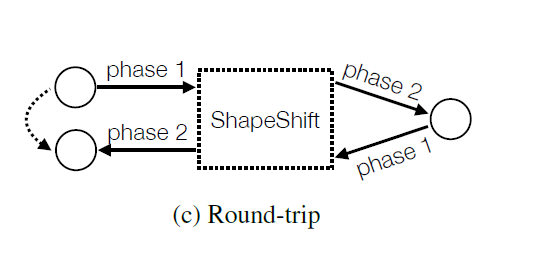 phase 1
phase 2
ShapeShift
phase 2
phase 1
(c) Round-trip